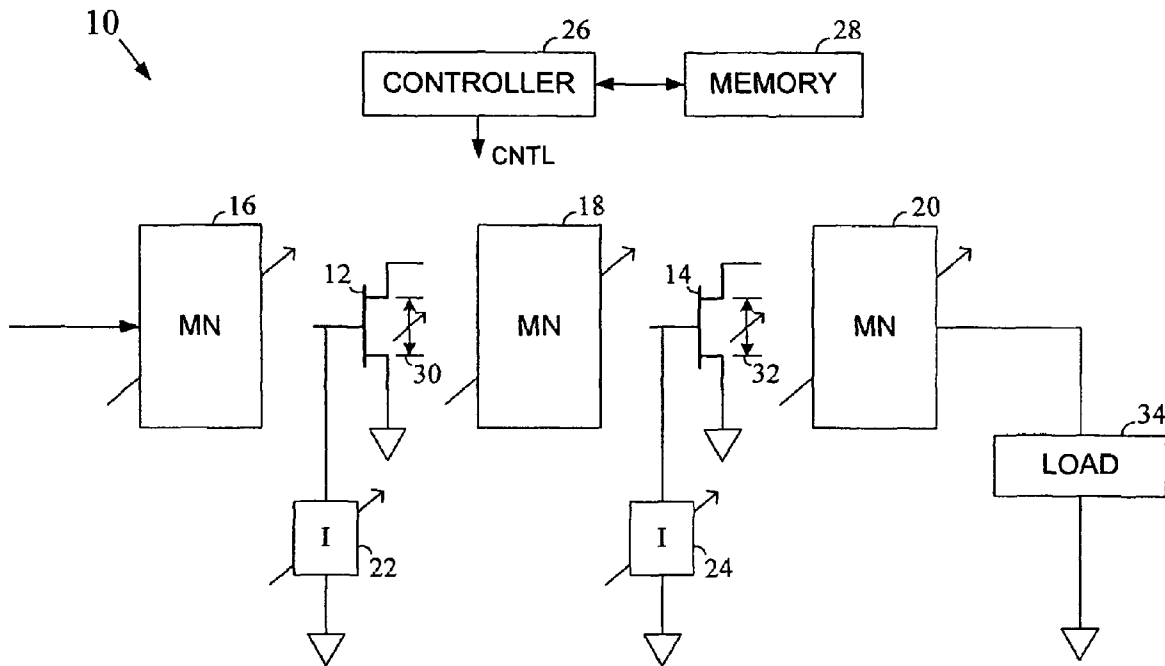 10
26
28
CONTROLLER
MEMORY
CNTL
16
18
20
12
14
MN
MN
MN
30
32
34
LOAD
I
I
22
24